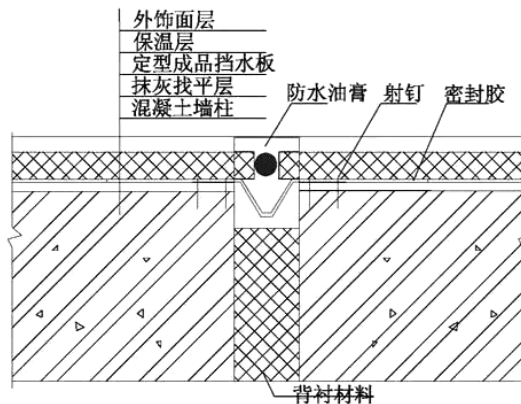 外饰面层
保温层
定型成品挡水板
抹灰找平层
混凝土墙柱
防水油膏
射钉
密封胶
背衬材料